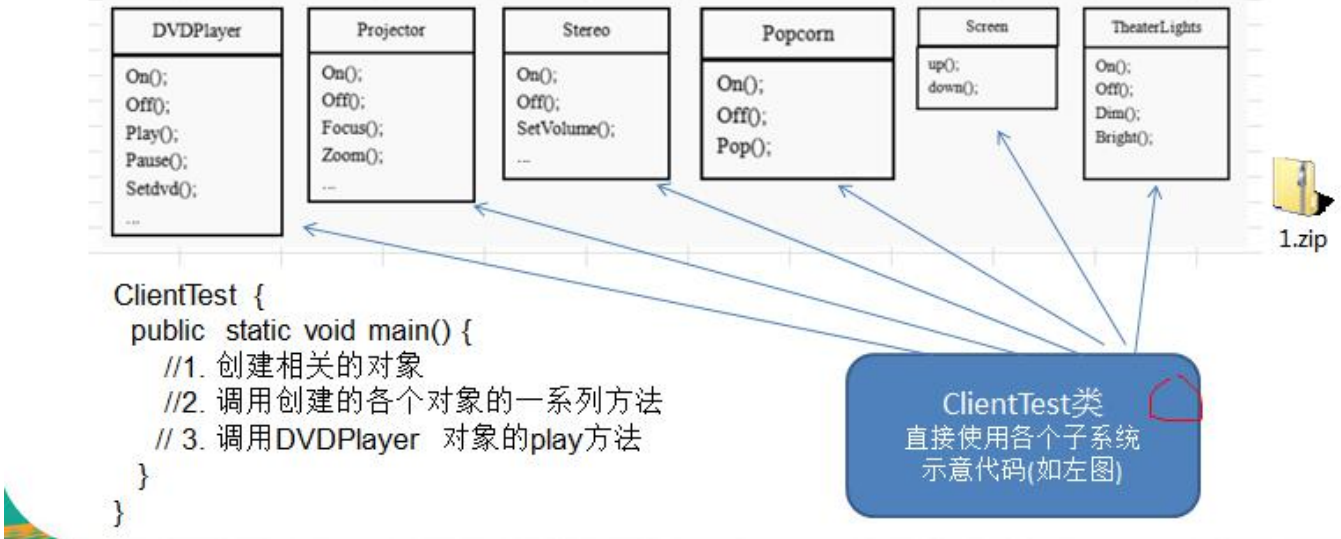 DVDPlayer
On();
Off();
Play();
Pause();
Setdvd();
...
Projector
On();
Off();
Focus();
Zoom();
...
Stereo
On();
Off();
SetVolume();
...
Popcorn
On();
Off();
Pop();
Screen
up();
down();
TheaterLights
On();
Off();
Dim();
Bright();
1.zip
ClientTest {
public static void main() {
//1. 创建相关的对象
//2. 调用创建的各个对象的一系列方法
// 3. 调用DVDPlayer 对象的play方法
}
}
ClientTest类
直接使用各个子系统
示意代码(如左图)